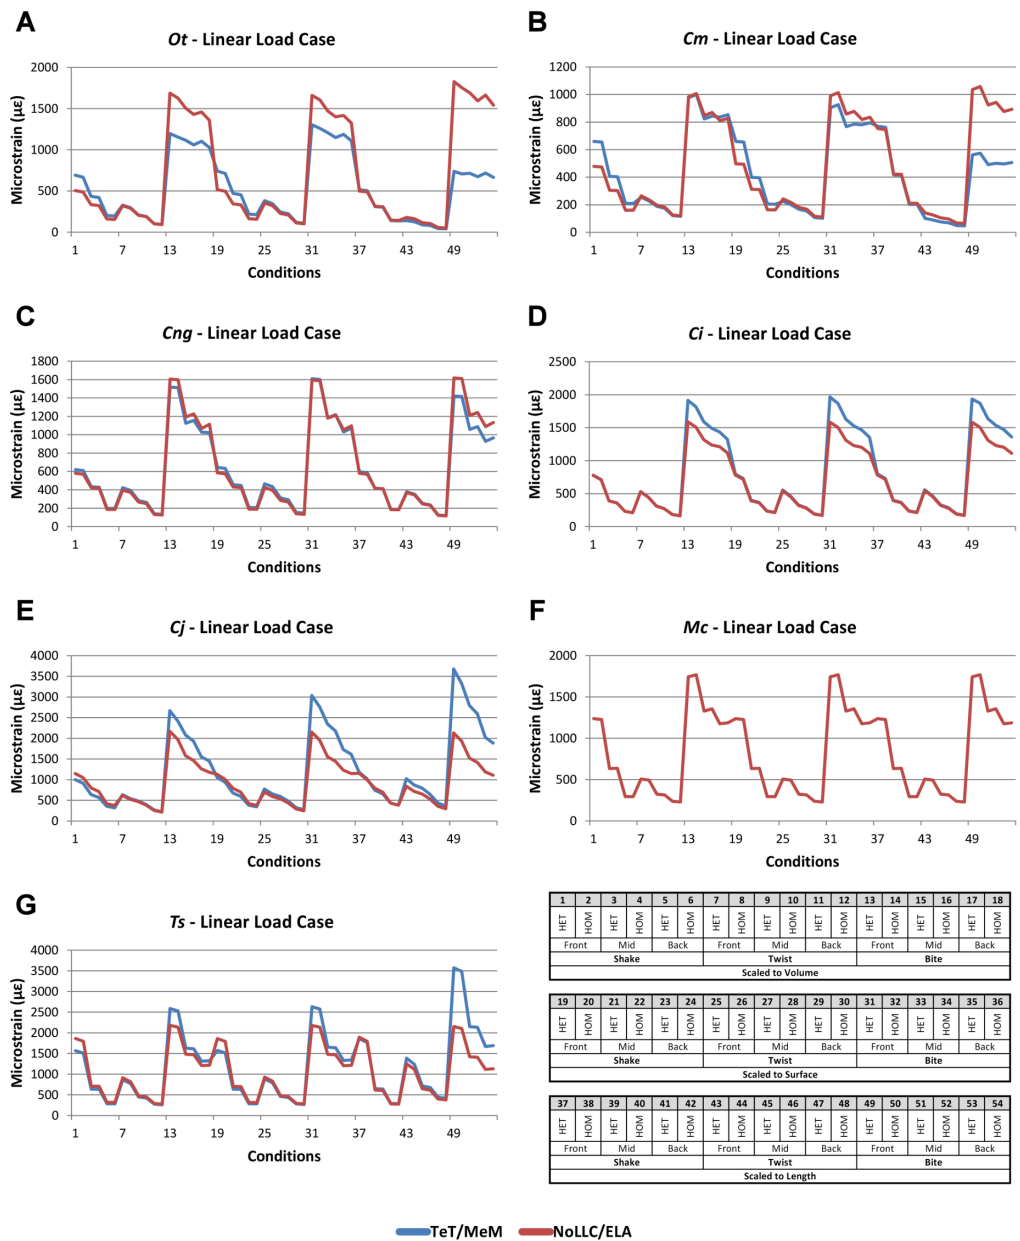 A
Ot - Linear Load Case
Microstrain (με)
2000
1500
1000
500
0
1 7 13 19 25 31 37 43 49
Conditions
B
Cm - Linear Load Case
Microstrain (με)
1200
1000
800
600
400
200
0
1 7 13 19 25 31 37 43 49
Conditions
C
Cng - Linear Load Case
Microstrain (με)
1800
1600
1400
1200
1000
800
600
400
200
0
1 7 13 19 25 31 37 43 49
Conditions
D
Ci - Linear Load Case
Microstrain (με)
2500
2000
1500
1000
500
0
1 7 13 19 25 31 37 43 49
Conditions
E
Cj - Linear Load Case
Microstrain (με)
4000
3500
3000
2500
2000
1500
1000
500
0
1 7 13 19 25 31 37 43 49
Conditions
F
Mc - Linear Load Case
Microstrain (με)
2000
1500
1000
500
0
1 7 13 19 25 31 37 43 49
Conditions
G
Ts - Linear Load Case
Microstrain (με)
4000
3500
3000
2500
2000
1500
1000
500
0
1 7 13 19 25 31 37 43 49
Conditions
1 2 3 4 5 6 7 8 9 10 11 12 13 14 15 16 17 18
HET HOM HET HOM HET HOM HET HOM HET HOM HET HOM HET HOM HET HOM HET HOM
Front Mid Back Front Mid Back Front Mid Back
Shake Twist Bite
Scaled to Volume
19 20 21 22 23 24 25 26 27 28 29 30 31 32 33 34 35 36
HET HOM HET HOM HET HOM HET HOM HET HOM HET HOM HET HOM HET HOM HET HOM
Front Mid Back Front Mid Back Front Mid Back
Shake Twist Bite
Scaled to Surface
37 38 39 40 41 42 43 44 45 46 47 48 49 50 51 52 53 54
HET HOM HET HOM HET HOM HET HOM HET HOM HET HOM HET HOM HET HOM HET HOM
Front Mid Back Front Mid Back Front Mid Back
Shake Twist Bite
Scaled to Length
TeT/MeM NoLLC/ELA